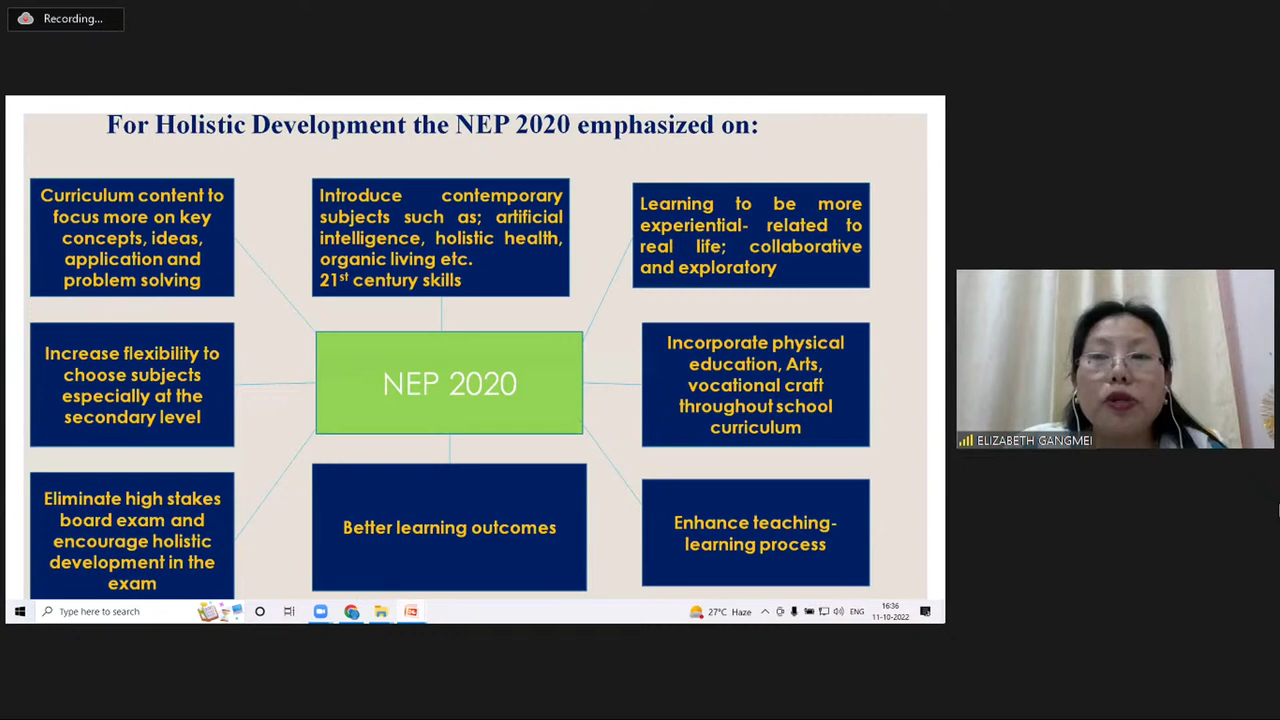 Recording...
For Holistic Development the NEP 2020 emphasized on:
Curriculum content to
focus more on key
concepts, ideas,
application and
problem solving
Introduce contemporary
subjects such as; artificial
intelligence, holistic health,
organic living etc.
21st century skills
Learning to be more
experiential- related to
real life; collaborative
and exploratory
Increase flexibility to
choose subjects
especially at the
secondary level
NEP 2020
Incorporate physical
education, Arts,
vocational craft
throughout school
curriculum
Eliminate high stakes
board exam and
encourage holistic
development in the
exam
Better learning outcomes
Enhance teaching-
learning process
ELIZABETH GANGMEI
Type here to search
27°C Haze
ENG
16:36
11-10-2022